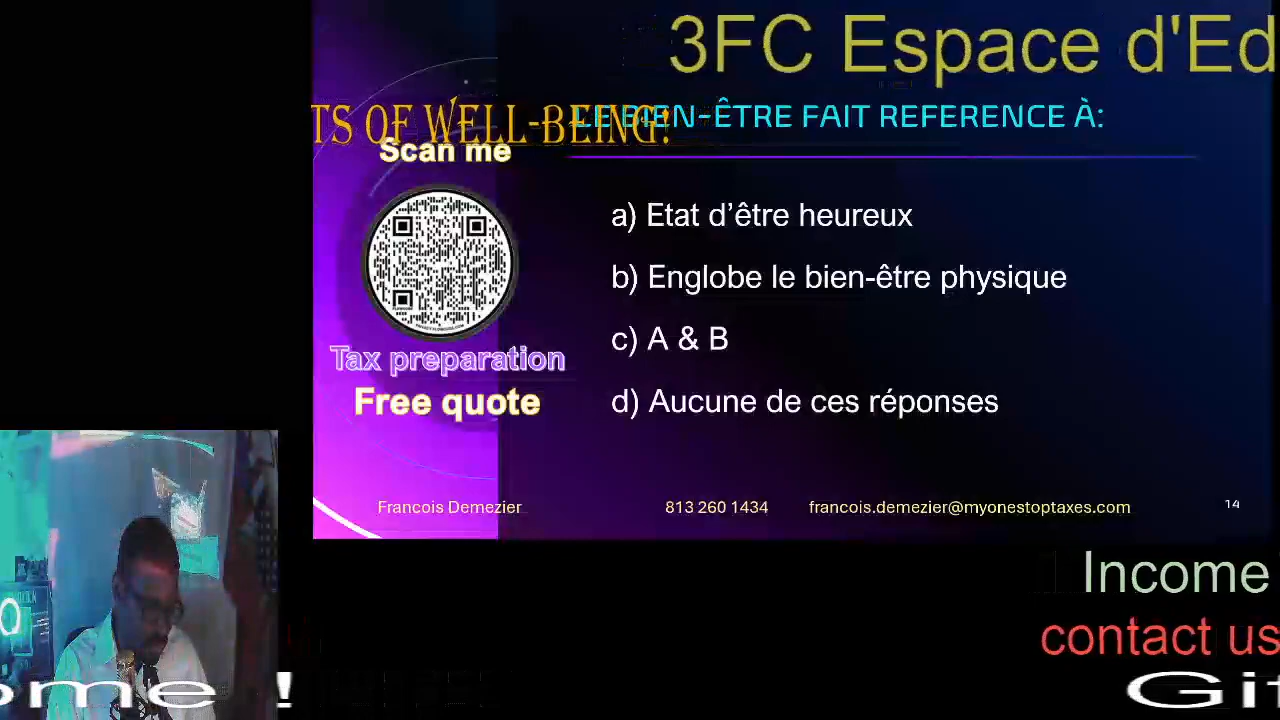 3FC Espace d'Ed
TS OF WELL-BEING!
BIEN-ÊTRE FAIT REFERENCE À:
Scan me
a) Etat d’être heureux
b) Englobe le bien-être physique
c) A & B
Tax preparation
d) Aucune de ces réponses
Free quote
Francois Demezier
813 260 1434
francois.demezier@myonestoptaxes.com
14
Income
contact us
ome !
Gif